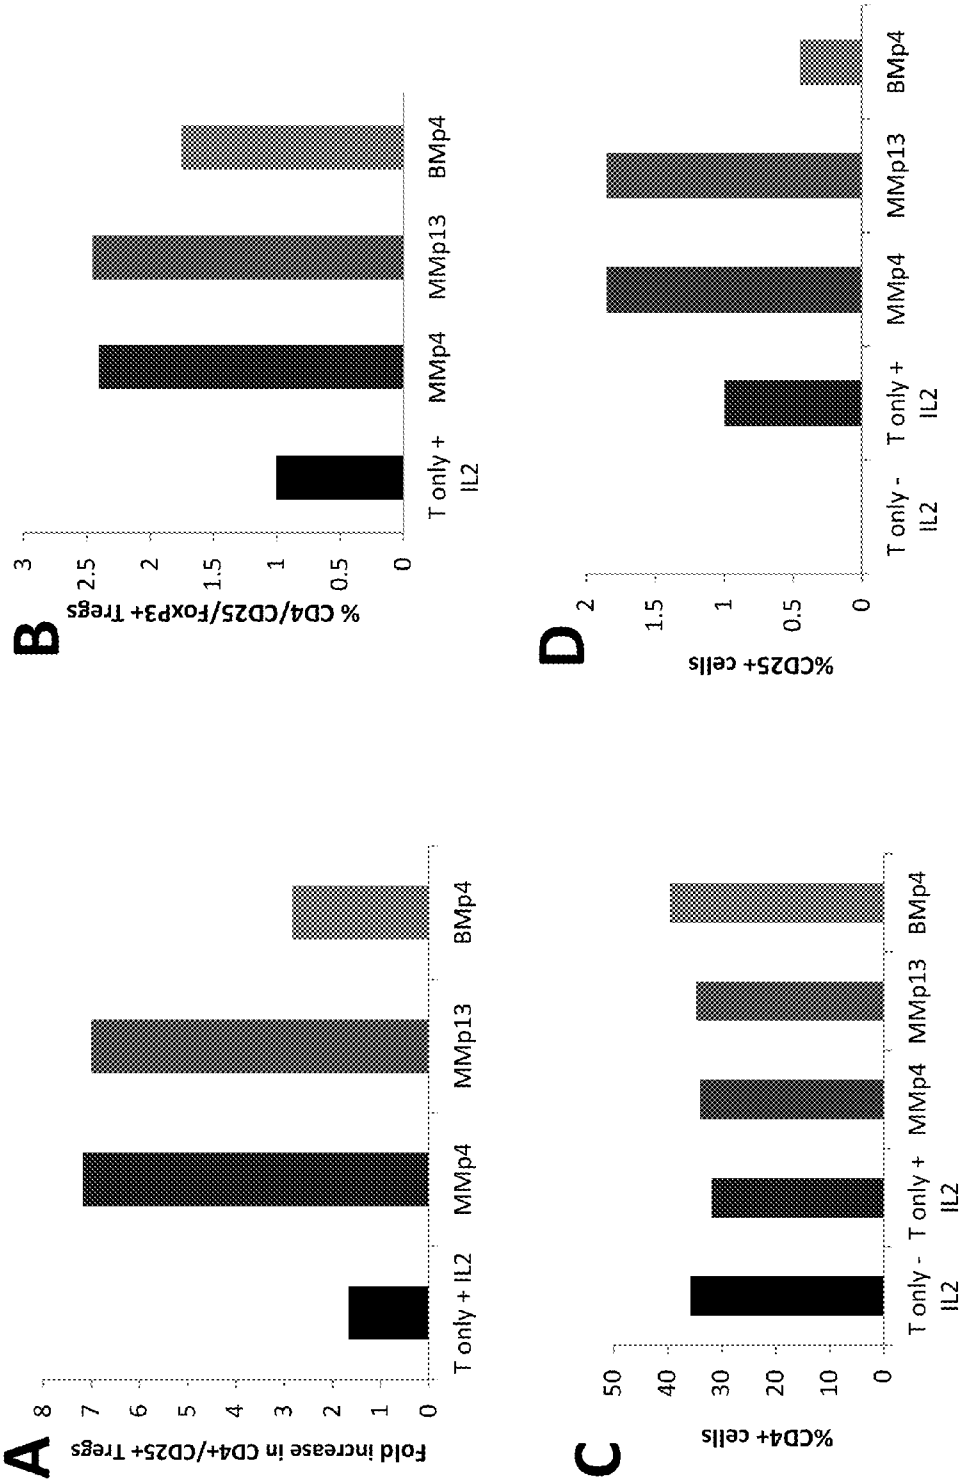 A
Fold increase in CD4+/CD25+ Tregs
8
7
6
5
4
3
2
1
0
T only + IL2
MMp4
MMp13
BMp4
B
% CD4/CD25/FoxP3+ Tregs
3
2.5
2
1.5
1
0.5
0
T only +
IL2
MMp4
MMp13
BMp4
C
%CD4+ cells
50
40
30
20
10
0
T only -
IL2
T only +
IL2
MMp4
MMp13
BMp4
D
%CD25+ cells
2
1.5
1
0.5
0
T only -
IL2
T only +
IL2
MMp4
MMp13
BMp4